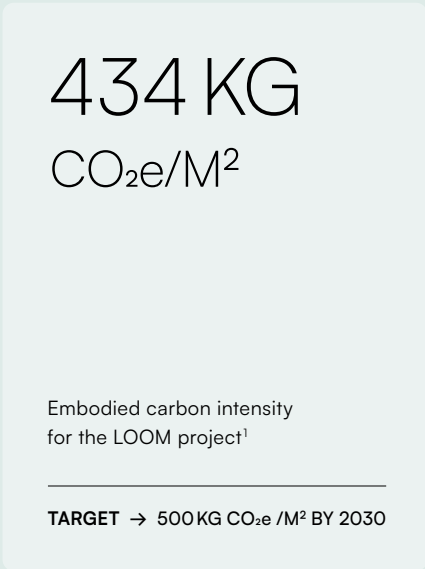 434 KG
CO₂e/M²
Embodied carbon intensity
for the LOOM project¹
TARGET → 500 KG CO₂e /M² BY 2030